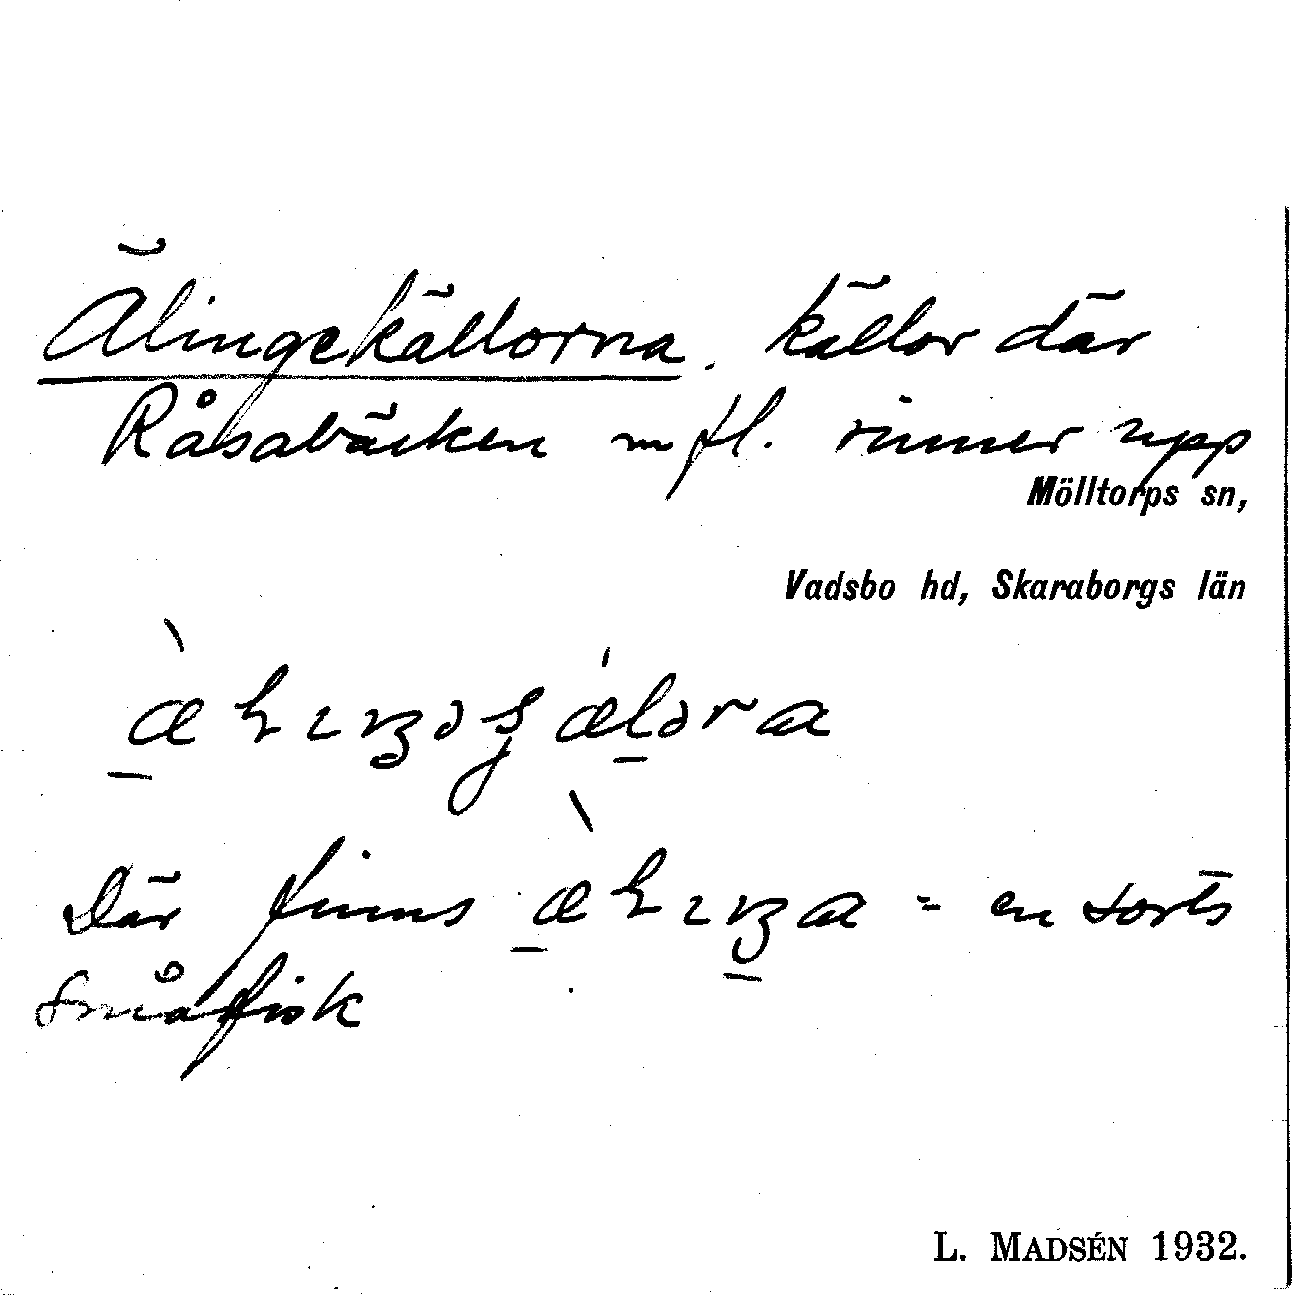 Älingekällorna. källor där
Råsabäcken m fl. rinner upp
Mölltorps sn,
Vadsbo hd, Skaraborgs län
Där finns = en sorts
småfisk
L. MADSÉN 1932.